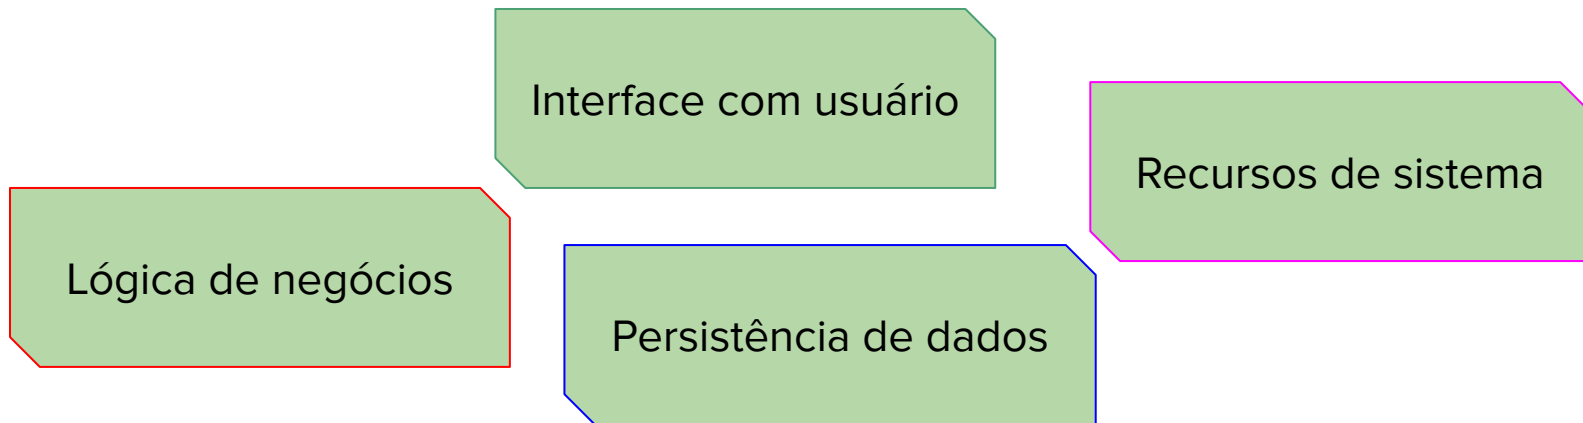 Interface com usuário
Recursos de sistema
Lógica de negócios
Persistência de dados